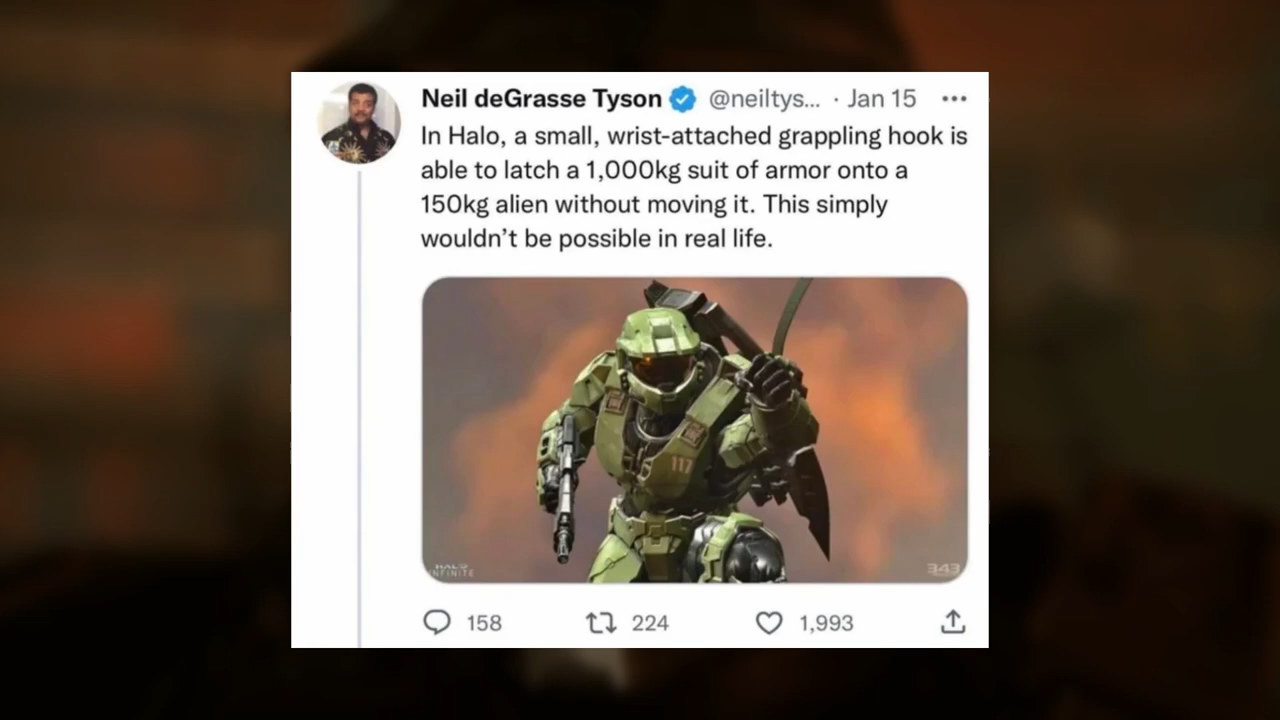 Neil deGrasse Tyson @neiltys... · Jan 15 •••
In Halo, a small, wrist-attached grappling hook is
able to latch a 1,000kg suit of armor onto a
150kg alien without moving it. This simply
wouldn't be possible in real life.
117
HALO
INFINITE
343
158 224 1,993